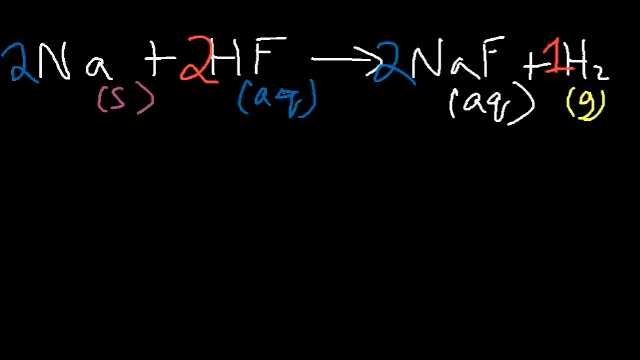 2Na + 2HF → 2NaF + 1H₂
(s) (aq) (aq) (g)